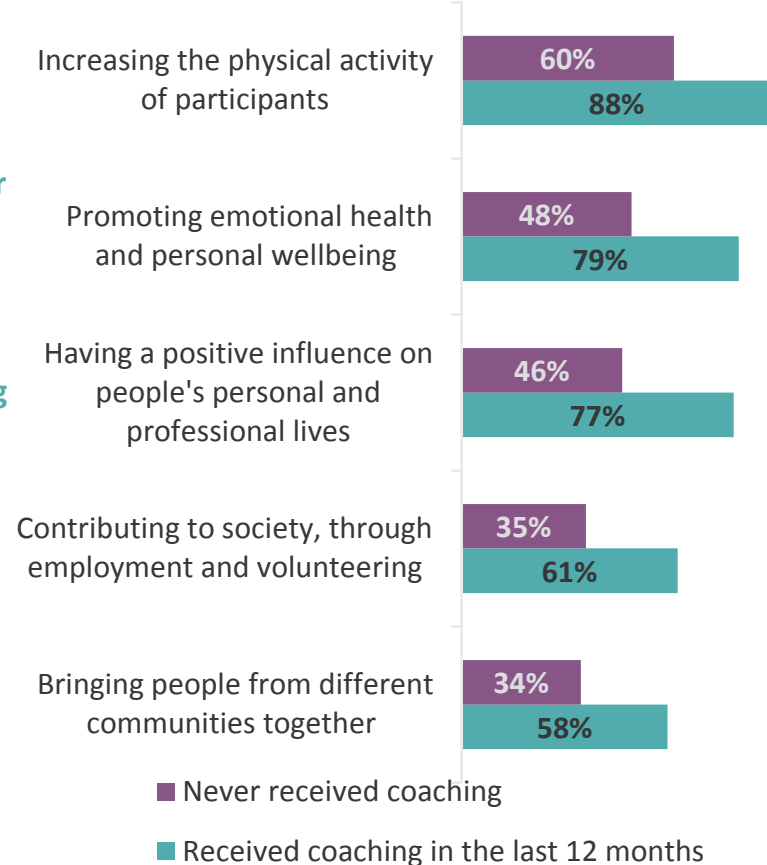 Increasing the physical activity
of participants
60%
88%
Promoting emotional health
and personal wellbeing
48%
79%
Having a positive influence on
people's personal and
professional lives
46%
77%
Contributing to society, through
employment and volunteering
35%
61%
Bringing people from different
communities together
34%
58%
Never received coaching
Received coaching in the last 12 months